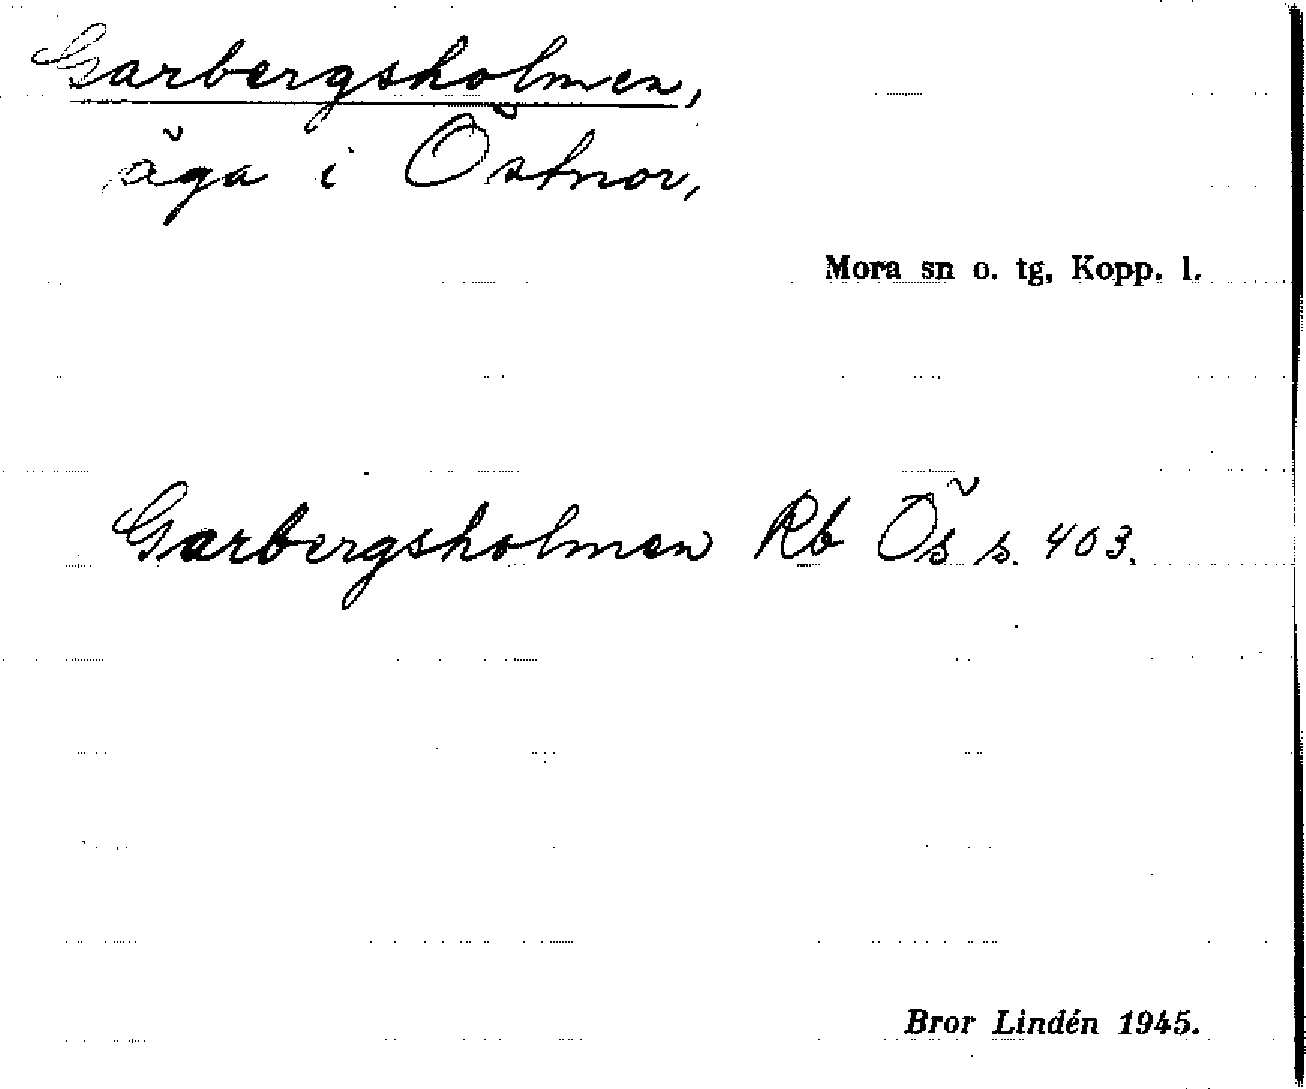 Garbergsholmen,
äga i Östnor,
Mora sn o. tg, Kopp. l.
Garbergsholmen Rb Ös s. 403.
Bror Lindén 1945.